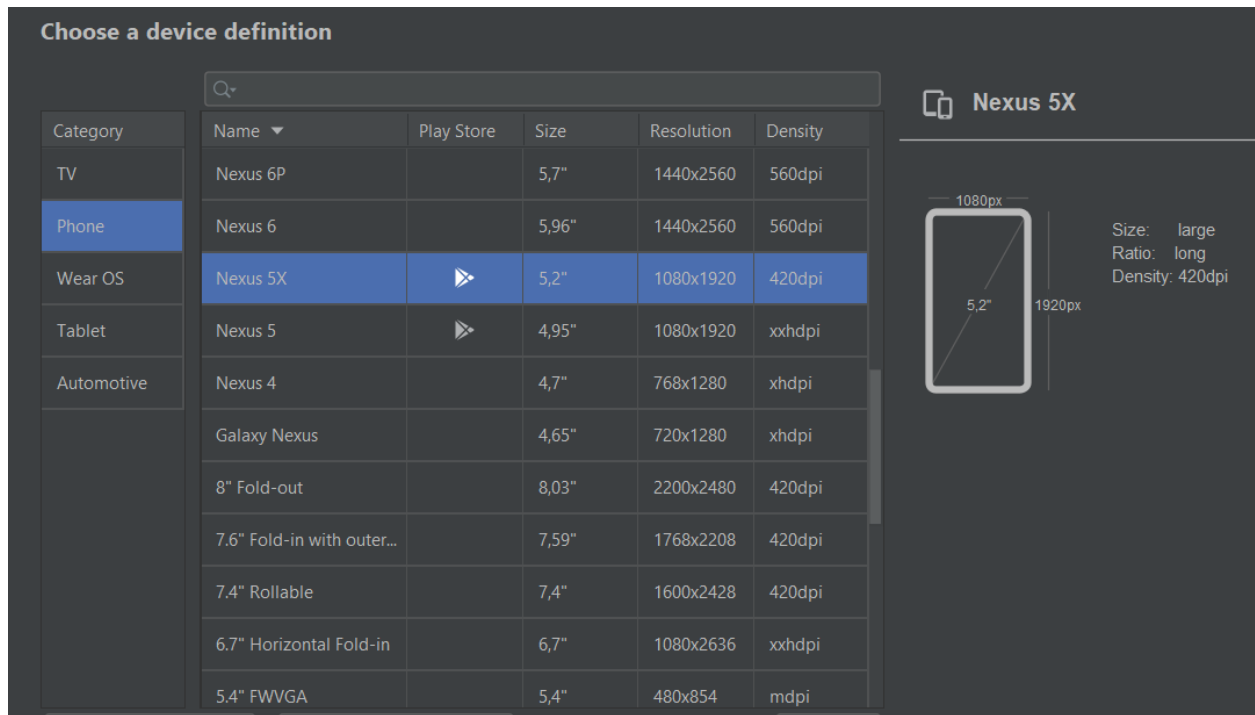 Choose a device definition
Nexus 5X
Category
Name Play Store Size Resolution Density
TV
Phone
Wear OS
Tablet
Automotive
Nexus 6P 5,7" 1440x2560 560dpi
Nexus 6 5,96" 1440x2560 560dpi
Nexus 5X 5,2" 1080x1920 420dpi
Nexus 5 4,95" 1080x1920 xxhdpi
Nexus 4 4,7" 768x1280 xhdpi
Galaxy Nexus 4,65" 720x1280 xhdpi
8" Fold-out 8,03" 2200x2480 420dpi
7.6" Fold-in with outer... 7,59" 1768x2208 420dpi
7.4" Rollable 7,4" 1600x2428 420dpi
6.7" Horizontal Fold-in 6,7" 1080x2636 xxhdpi
5.4" FWVGA 5,4" 480x854 mdpi
1080px
5,2"
1920px
Size: large
Ratio: long
Density: 420dpi